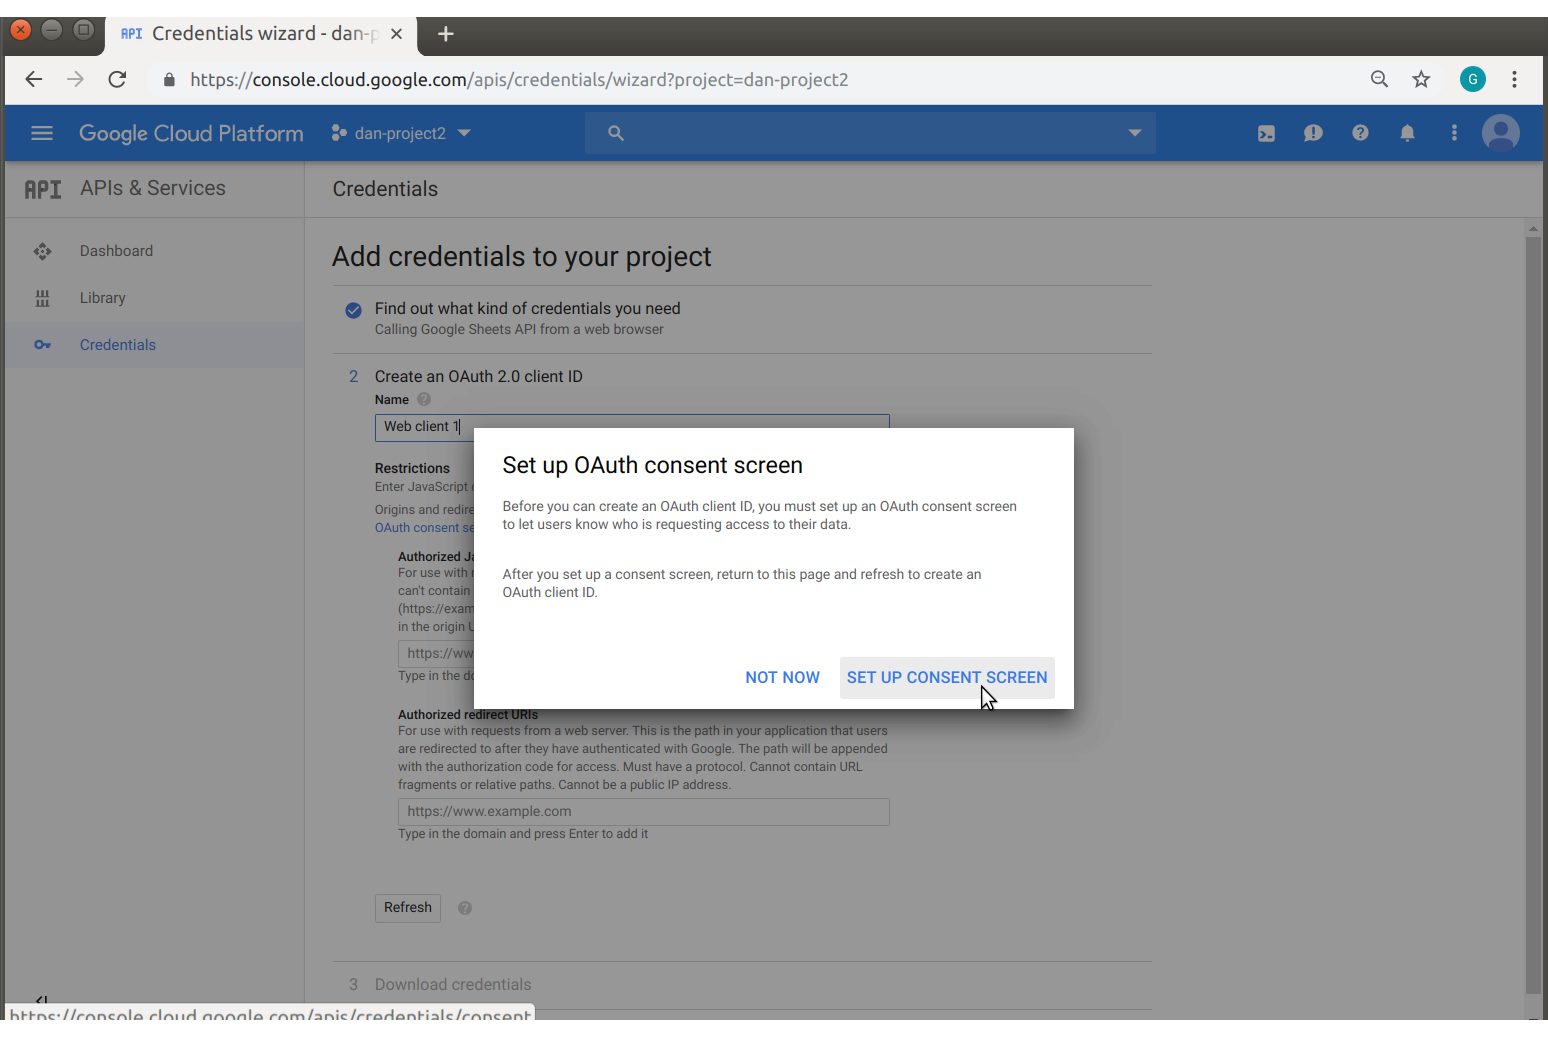 API Credentials wizard - dan-p
https://console.cloud.google.com/apis/credentials/wizard?project=dan-project2
G
Google Cloud Platform
dan-project2
API APIs & Services
Credentials
Dashboard
Library
Credentials
Add credentials to your project
Find out what kind of credentials you need
Calling Google Sheets API from a web browser
2 Create an OAuth 2.0 client ID
Name
Web client 1
Restrictions
Enter JavaScript
Origins and redire
OAuth consent se
Authorized Ja
For use with
can't contain
(https://exam
in the origin U
https://ww
Type in the do
Set up OAuth consent screen
Before you can create an OAuth client ID, you must set up an OAuth consent screen
to let users know who is requesting access to their data.
After you set up a consent screen, return to this page and refresh to create an
OAuth client ID.
NOT NOW
SET UP CONSENT SCREEN
Authorized redirect URIs
For use with requests from a web server. This is the path in your application that users
are redirected to after they have authenticated with Google. The path will be appended
with the authorization code for access. Must have a protocol. Cannot contain URL
fragments or relative paths. Cannot be a public IP address.
https://www.example.com
Type in the domain and press Enter to add it
Refresh
3 Download credentials
https://console.cloud.google.com/apis/credentials/consent